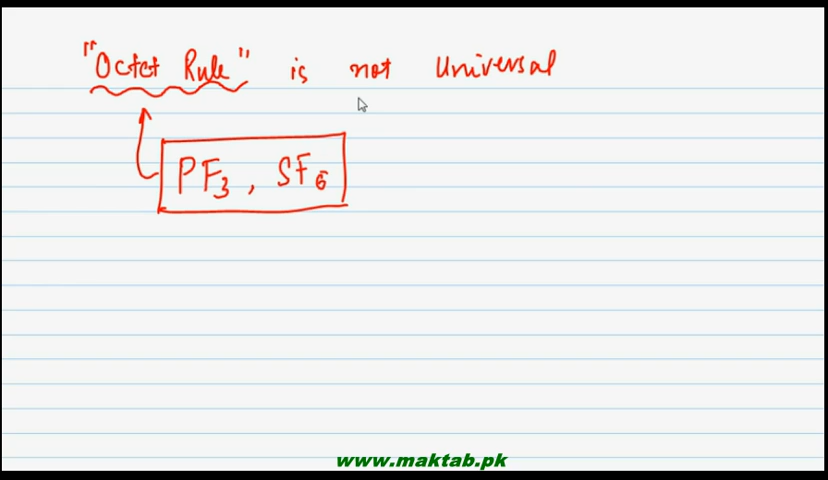 "Octet Rule" is not Universal
PF₃, SF₆
www.maktab.pk